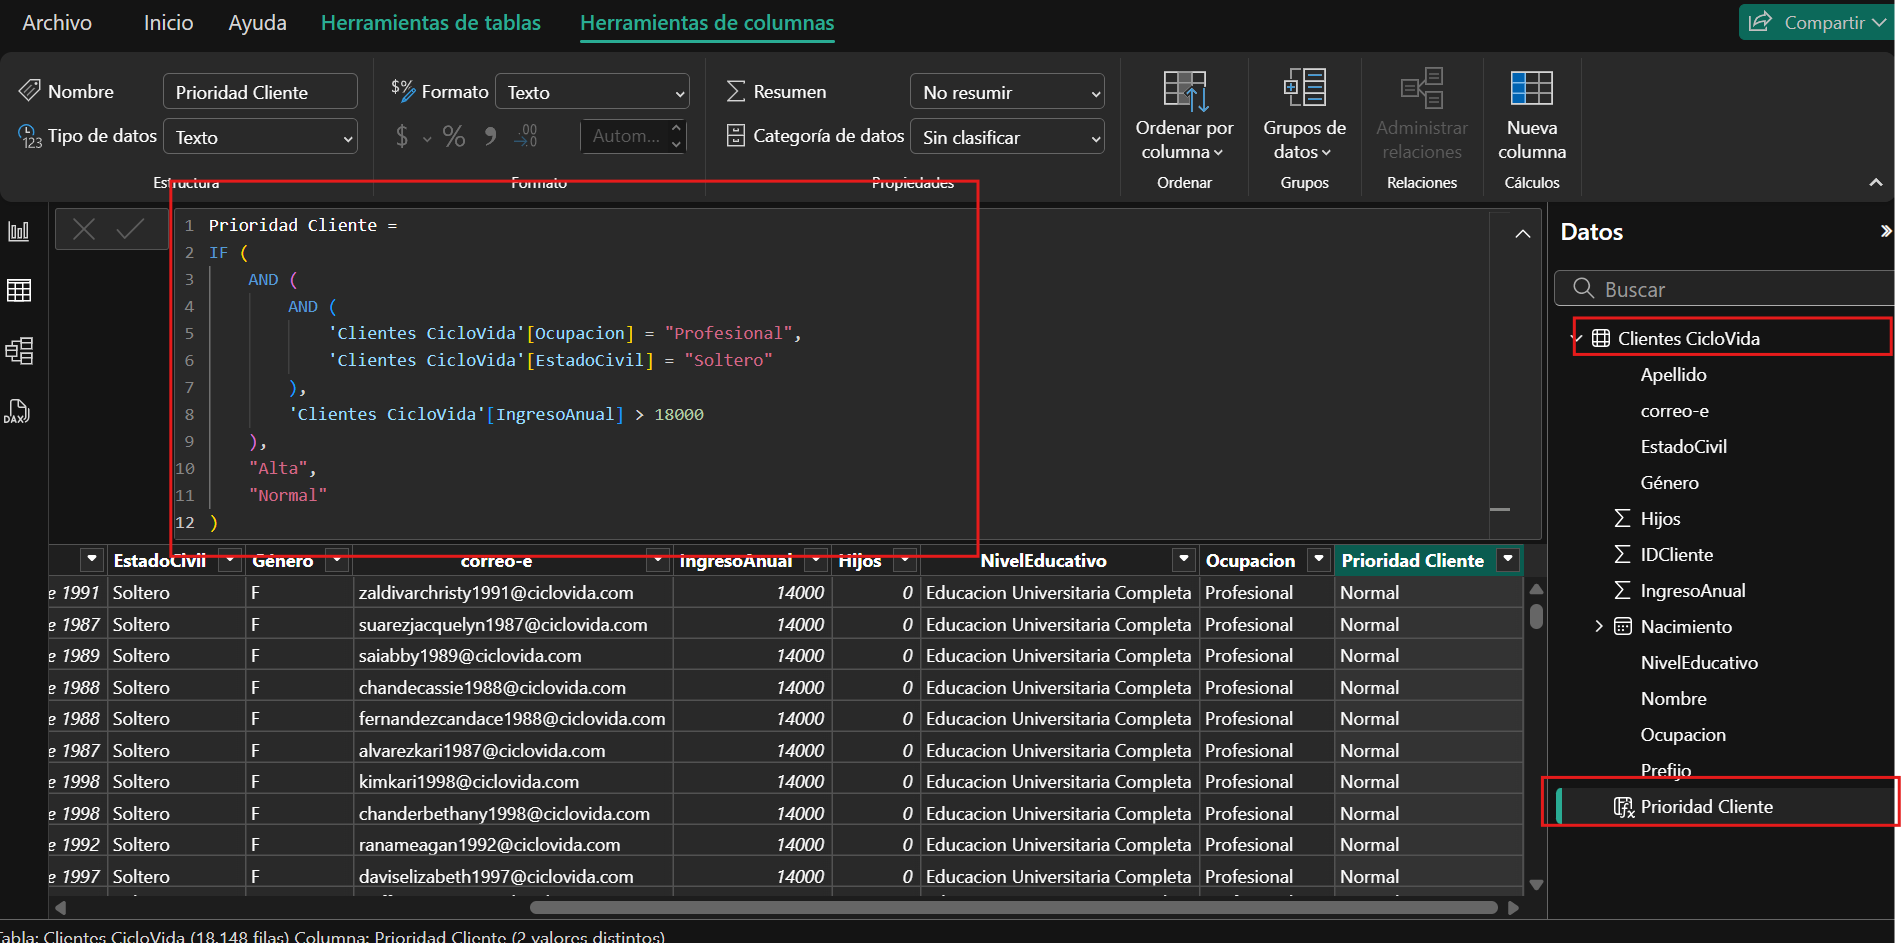 Archivo Inicio Ayuda Herramientas de tablas Herramientas de columnas Compartir
Nombre Prioridad Cliente $% Formato Texto Resumen No resumir
Tipo de datos Texto $ % 9 .00 →.0 Autom... Categoría de datos Sin clasificar
Ordenar por columna
Grupos de datos
Administrar relaciones
Nueva columna
Estructura Formato Propiedades Ordenar Grupos Relaciones Cálculos
1 Prioridad Cliente =
2 IF (
3 AND (
4 AND (
5 'Clientes CicloVida'[Ocupacion] = "Profesional",
6 'Clientes CicloVida'[EstadoCivil] = "Soltero"
7 ),
8 'Clientes CicloVida'[IngresoAnual] > 18000
9 ),
10 "Alta",
11 "Normal"
12 )
DAX
EstadoCivil Género correo-e IngresoAnual Hijos NivelEducativo Ocupacion Prioridad Cliente
e 1991 Soltero F zaldivarchristy1991@ciclovida.com 14000 0 Educacion Universitaria Completa Profesional Normal
e 1987 Soltero F suarezjacquelyn1987@ciclovida.com 14000 0 Educacion Universitaria Completa Profesional Normal
e 1989 Soltero F saiabby1989@ciclovida.com 14000 0 Educacion Universitaria Completa Profesional Normal
e 1988 Soltero F chandecassie1988@ciclovida.com 14000 0 Educacion Universitaria Completa Profesional Normal
e 1988 Soltero F fernandezcandace1988@ciclovida.com 14000 0 Educacion Universitaria Completa Profesional Normal
e 1987 Soltero F alvarezkari1987@ciclovida.com 14000 0 Educacion Universitaria Completa Profesional Normal
e 1998 Soltero F kimkari1998@ciclovida.com 14000 0 Educacion Universitaria Completa Profesional Normal
e 1998 Soltero F chanderbethany1998@ciclovida.com 14000 0 Educacion Universitaria Completa Profesional Normal
e 1992 Soltero F ranameagan1992@ciclovida.com 14000 0 Educacion Universitaria Completa Profesional Normal
e 1997 Soltero F daviselizabeth1997@ciclovida.com 14000 0 Educacion Universitaria Completa Profesional Normal
Tabla: Clientes CicloVida (18.148 filas) Columna: Prioridad Cliente (2 valores distintos)
Datos
Buscar
Clientes CicloVida
Apellido
correo-e
EstadoCivil
Género
Hijos
IDCliente
IngresoAnual
Nacimiento
NivelEducativo
Nombre
Ocupacion
Prefijo
Prioridad Cliente